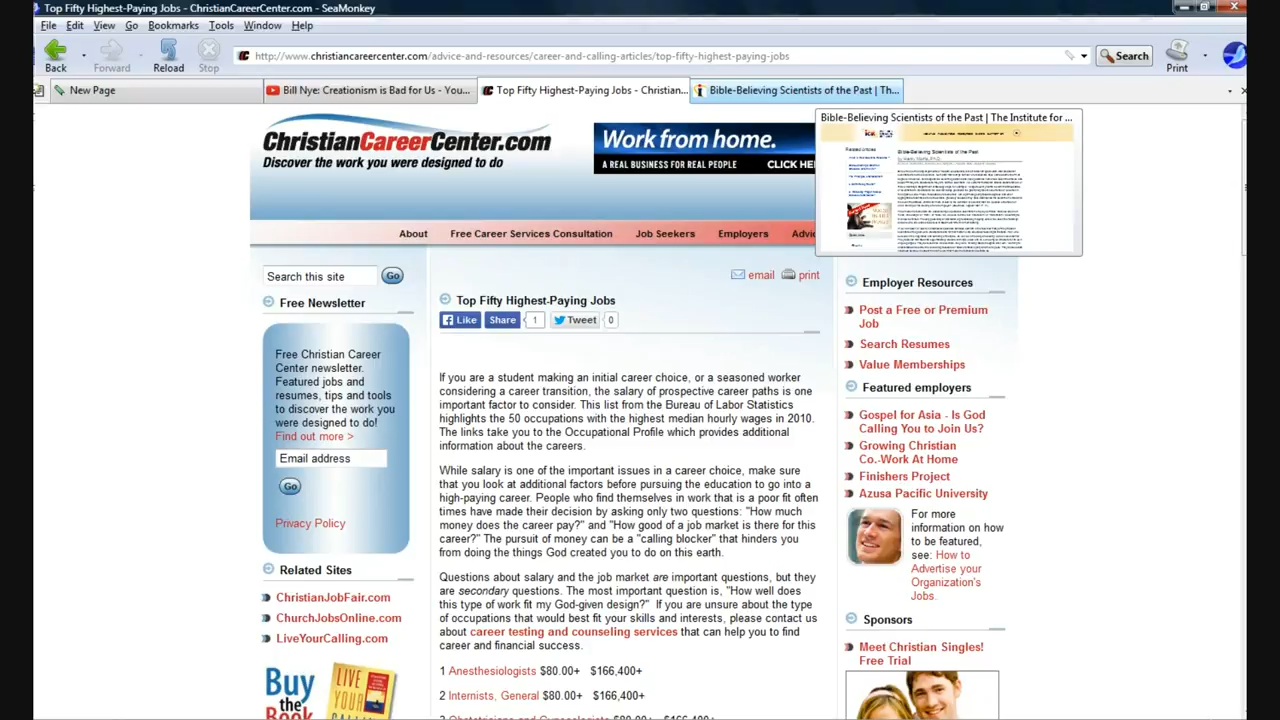 Top Fifty Highest-Paying Jobs - ChristianCareerCenter.com - SeaMonkey
File Edit View Go Bookmarks Tools Window Help
Back Forward Reload Stop
http://www.christiancareercenter.com/advice-and-resources/career-and-calling-articles/top-fifty-highest-paying-jobs
Search
Print
New Page
Bill Nye: Creationism is Bad for Us - You...
Top Fifty Highest-Paying Jobs - Christian...
Bible-Believing Scientists of the Past | Th...
Bible-Believing Scientists of the Past | The Institute for ...
Bible-Believing Scientists of the Past
ChristianCareerCenter.com
Discover the work you were designed to do
Work from home.
A REAL BUSINESS FOR REAL PEOPLE CLICK HE
About Free Career Services Consultation Job Seekers Employers Advi
Search this site Go
Free Newsletter
Free Christian Career
Center newsletter.
Featured jobs and
resumes, tips and tools
to discover the work you
were designed to do!
Find out more >
Email address
Go
Privacy Policy
Related Sites
ChristianJobFair.com
ChurchJobsOnline.com
LiveYourCalling.com
Buy
the
Book
LIVE
YOUR
CALLING
email print
Top Fifty Highest-Paying Jobs
Like Share 1 Tweet 0
If you are a student making an initial career choice, or a seasoned worker
considering a career transition, the salary of prospective career paths is one
important factor to consider. This list from the Bureau of Labor Statistics
highlights the 50 occupations with the highest median hourly wages in 2010.
The links take you to the Occupational Profile which provides additional
information about the careers.
While salary is one of the important issues in a career choice, make sure
that you look at additional factors before pursuing the education to go into a
high-paying career. People who find themselves in work that is a poor fit often
times have made their decision by asking only two questions: "How much
money does the career pay?" and "How good of a job market is there for this
career?" The pursuit of money can be a "calling blocker" that hinders you
from doing the things God created you to do on this earth.
Questions about salary and the job market are important questions, but they
are secondary questions. The most important question is, "How well does
this type of work fit my God-given design?" If you are unsure about the type
of occupations that would best fit your skills and interests, please contact us
about career testing and counseling services that can help you to find
career and financial success.
1 Anesthesiologists $80.00+ $166,400+
2 Internists, General $80.00+ $166,400+
3 Obstetricians and Gynecologists $80.00+ $166,400+
Employer Resources
Post a Free or Premium
Job
Search Resumes
Value Memberships
Featured employers
Gospel for Asia - Is God
Calling You to Join Us?
Growing Christian
Co.-Work At Home
Finishers Project
Azusa Pacific University
For more
information on how
to be featured,
see: How to
Advertise your
Organization's
Jobs.
Sponsors
Meet Christian Singles!
Free Trial